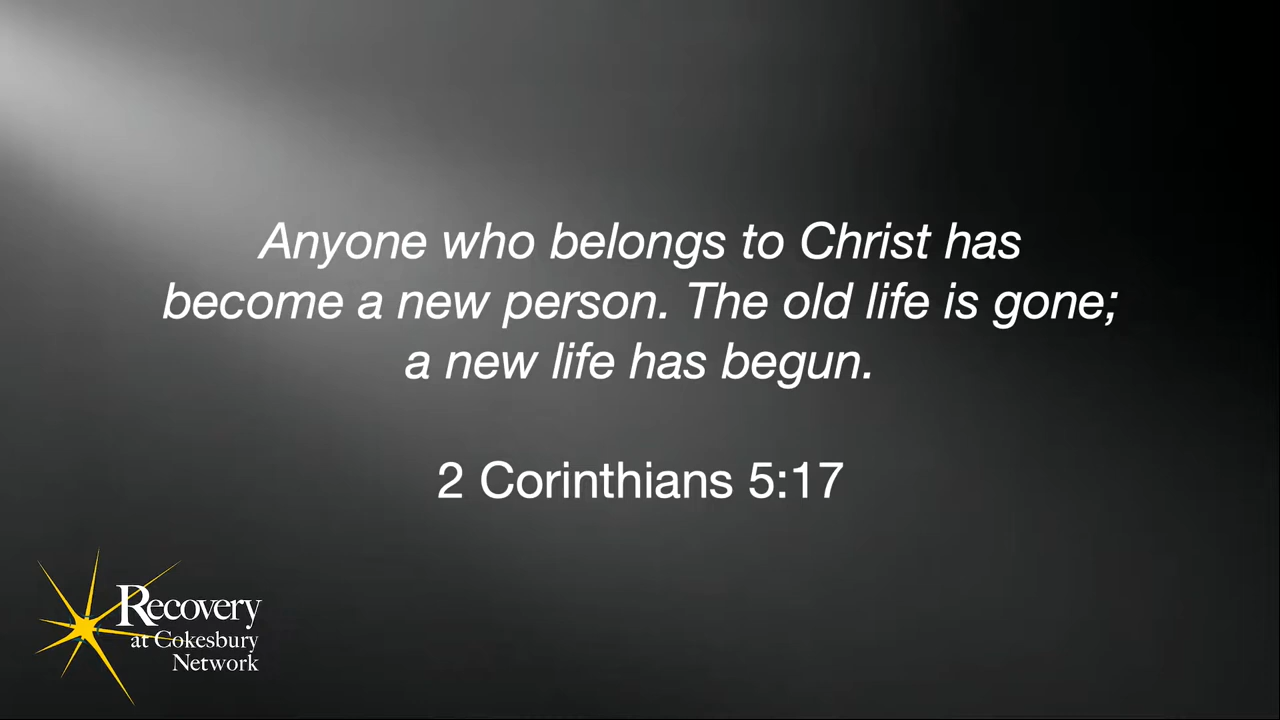 Anyone who belongs to Christ has
become a new person. The old life is gone;
a new life has begun.
2 Corinthians 5:17
Recovery
at Cokesbury
Network